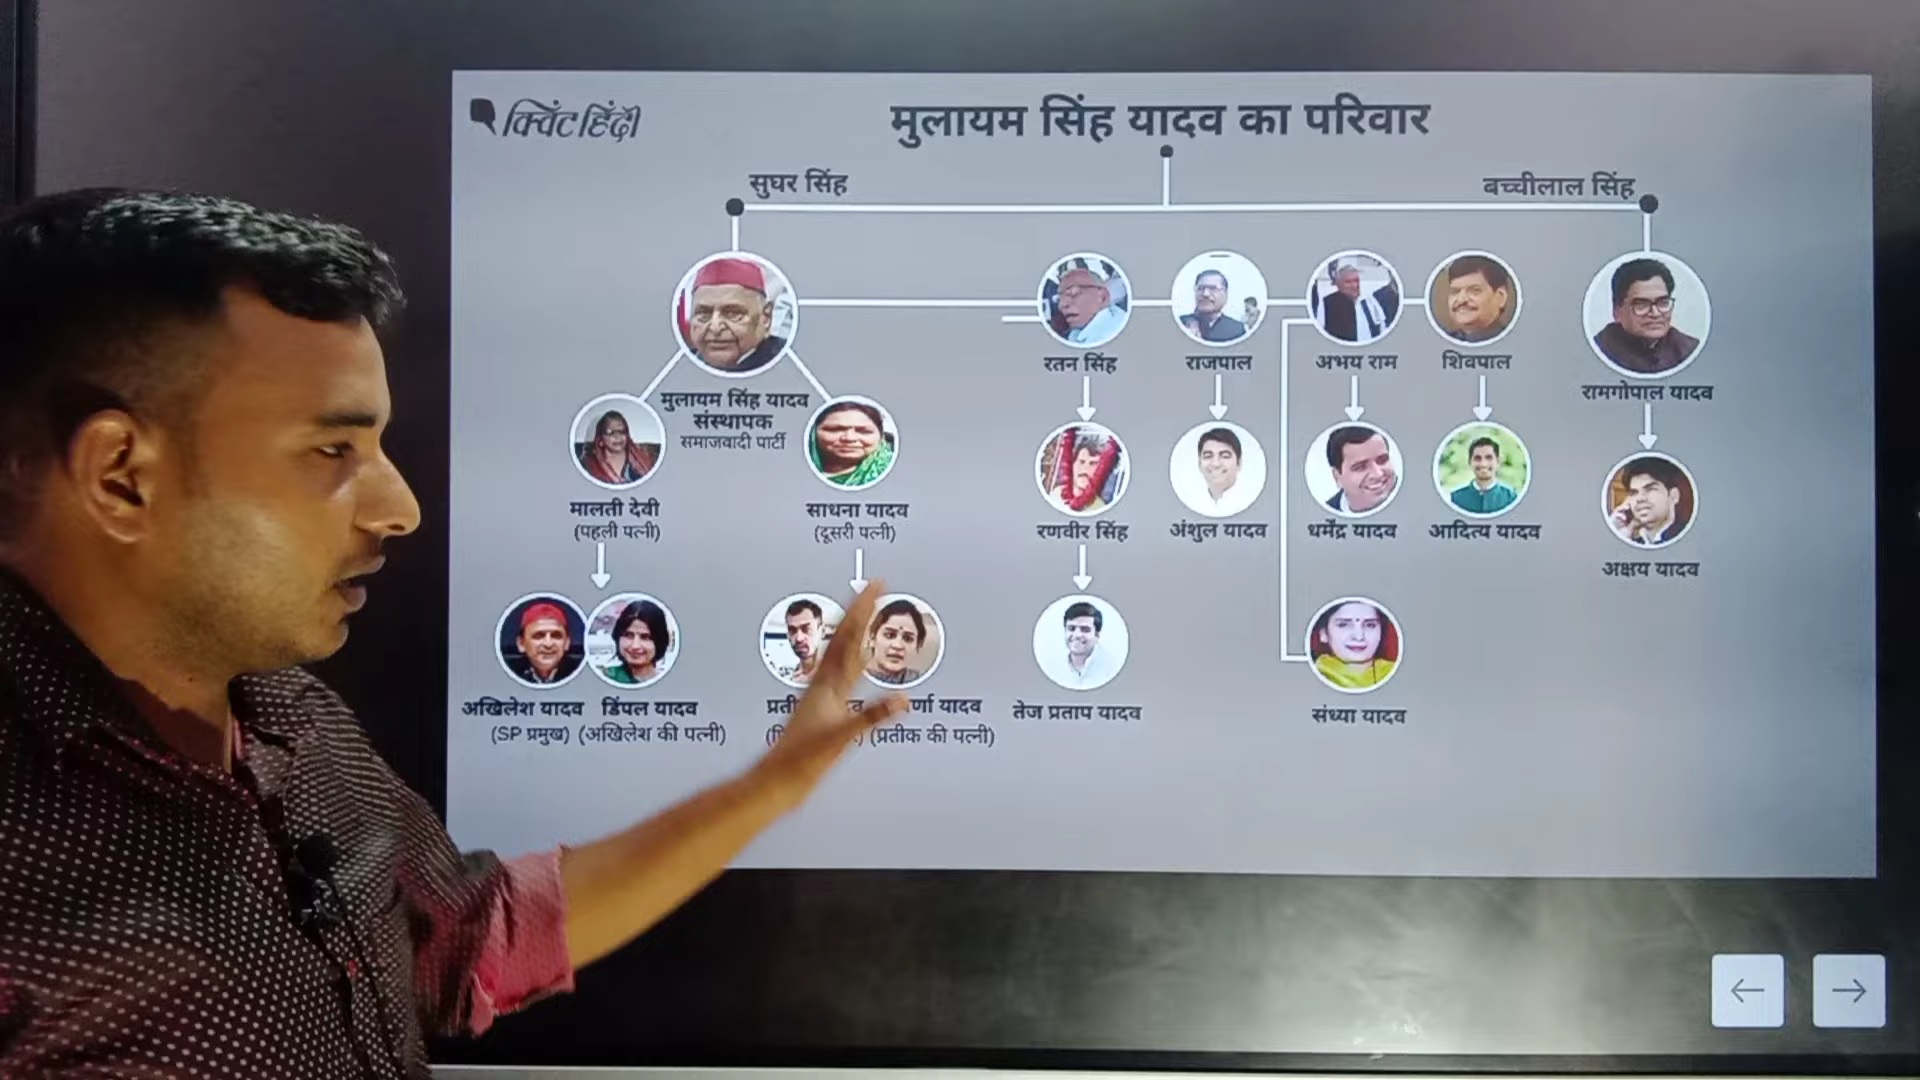 क्विंट हिंदी
मुलायम सिंह यादव का परिवार
सुघर सिंह
बच्चीलाल सिंह
रतन सिंह
राजपाल
अभय राम
शिवपाल
रामगोपाल यादव
मुलायम सिंह यादव
संस्थापक
समाजवादी पार्टी
मालती देवी
(पहली पत्नी)
साधना यादव
(दूसरी पत्नी)
रणवीर सिंह
अंशुल यादव
धर्मेंद्र यादव
आदित्य यादव
अक्षय यादव
अखिलेश यादव
(SP प्रमुख)
डिंपल यादव
(अखिलेश की पत्नी)
यादव
(प्रतीक की पत्नी)
तेज प्रताप यादव
संध्या यादव